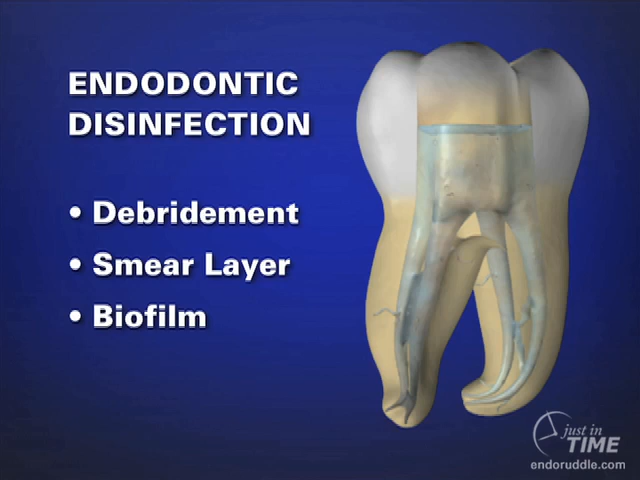 ENDODONTIC
DISINFECTION
• Debridement
• Smear Layer
• Biofilm
just in
TIME
endoruddle.com